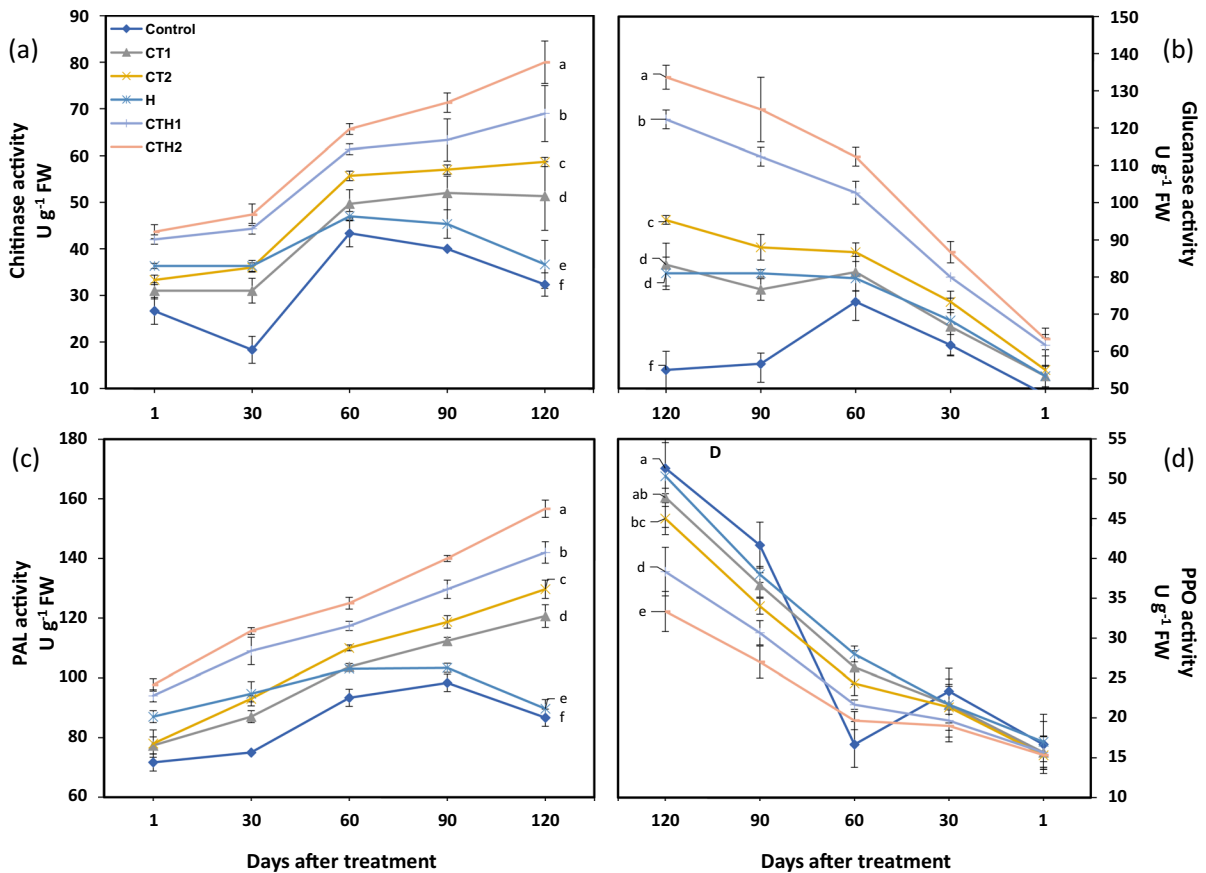 (a)
90
80
70
60
50
40
30
20
10
Chitinase activity
U g-1 FW
Control
CT1
CT2
H
CTH1
CTH2
a
b
c
d
e
f
1 30 60 90 120
(b)
150
140
130
120
110
100
90
80
70
60
50
Glucanase activity
U g-1 FW
a
b
c
d
d
f
120 90 60 30 1
(c)
180
160
140
120
100
80
60
PAL activity
U g-1 FW
a
b
c
d
e
f
1 30 60 90 120
Days after treatment
(d)
D
55
50
45
40
35
30
25
20
15
10
PPO activity
U g-1 FW
a
ab
bc
d
e
120 90 60 30 1
Days after treatment